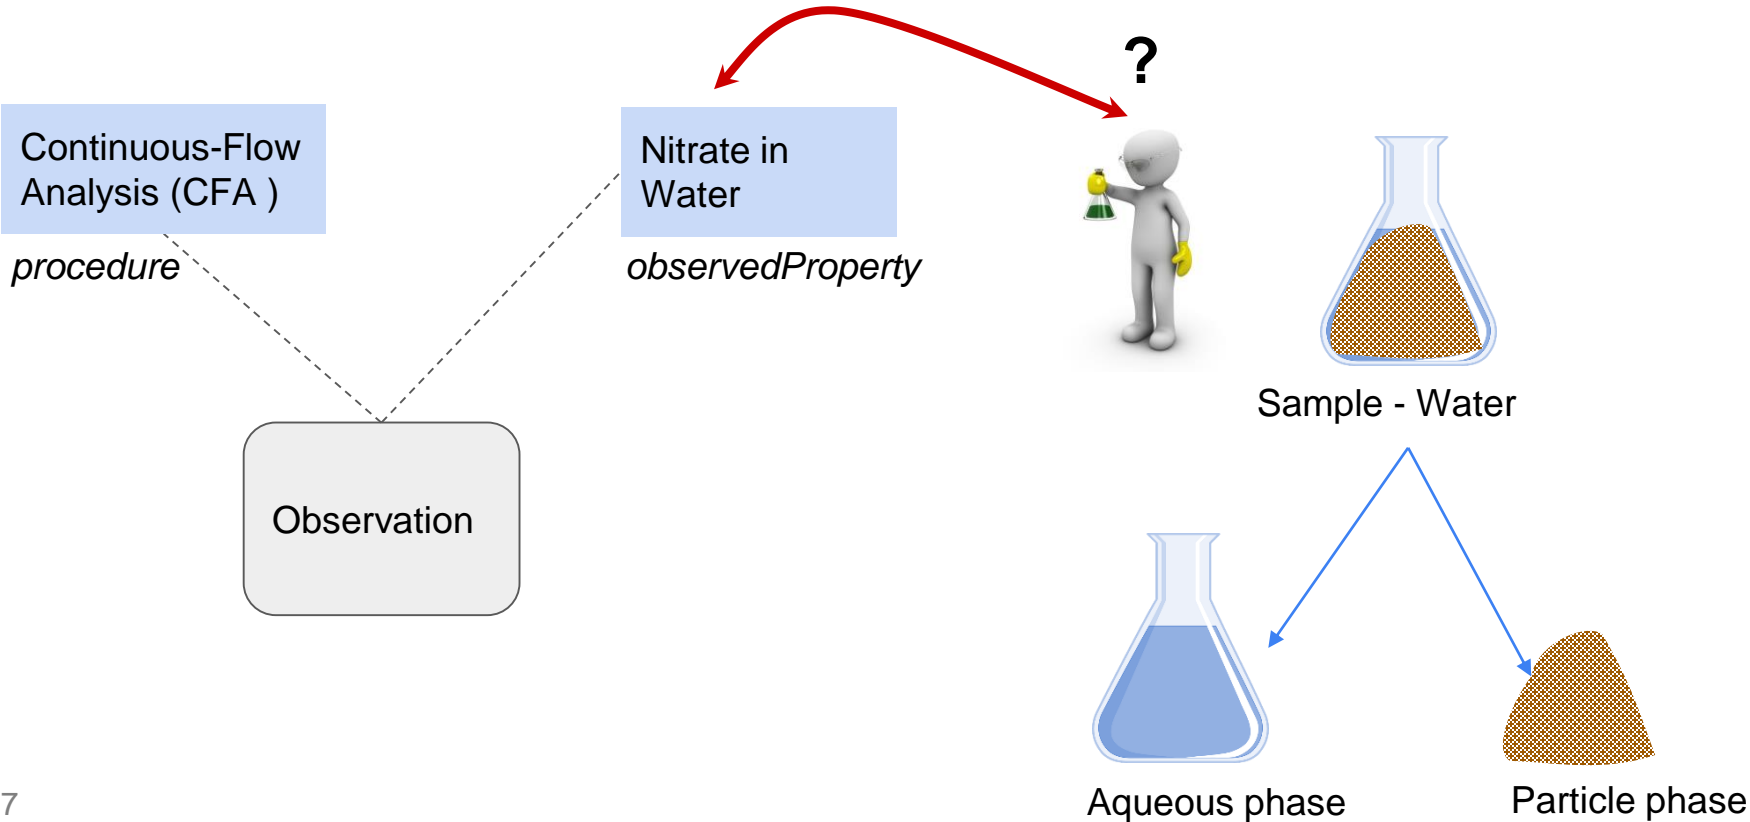 ?
Continuous-Flow
Analysis (CFA )
procedure
Nitrate in
Water
observedProperty
Observation
Sample - Water
Aqueous phase
Particle phase
7